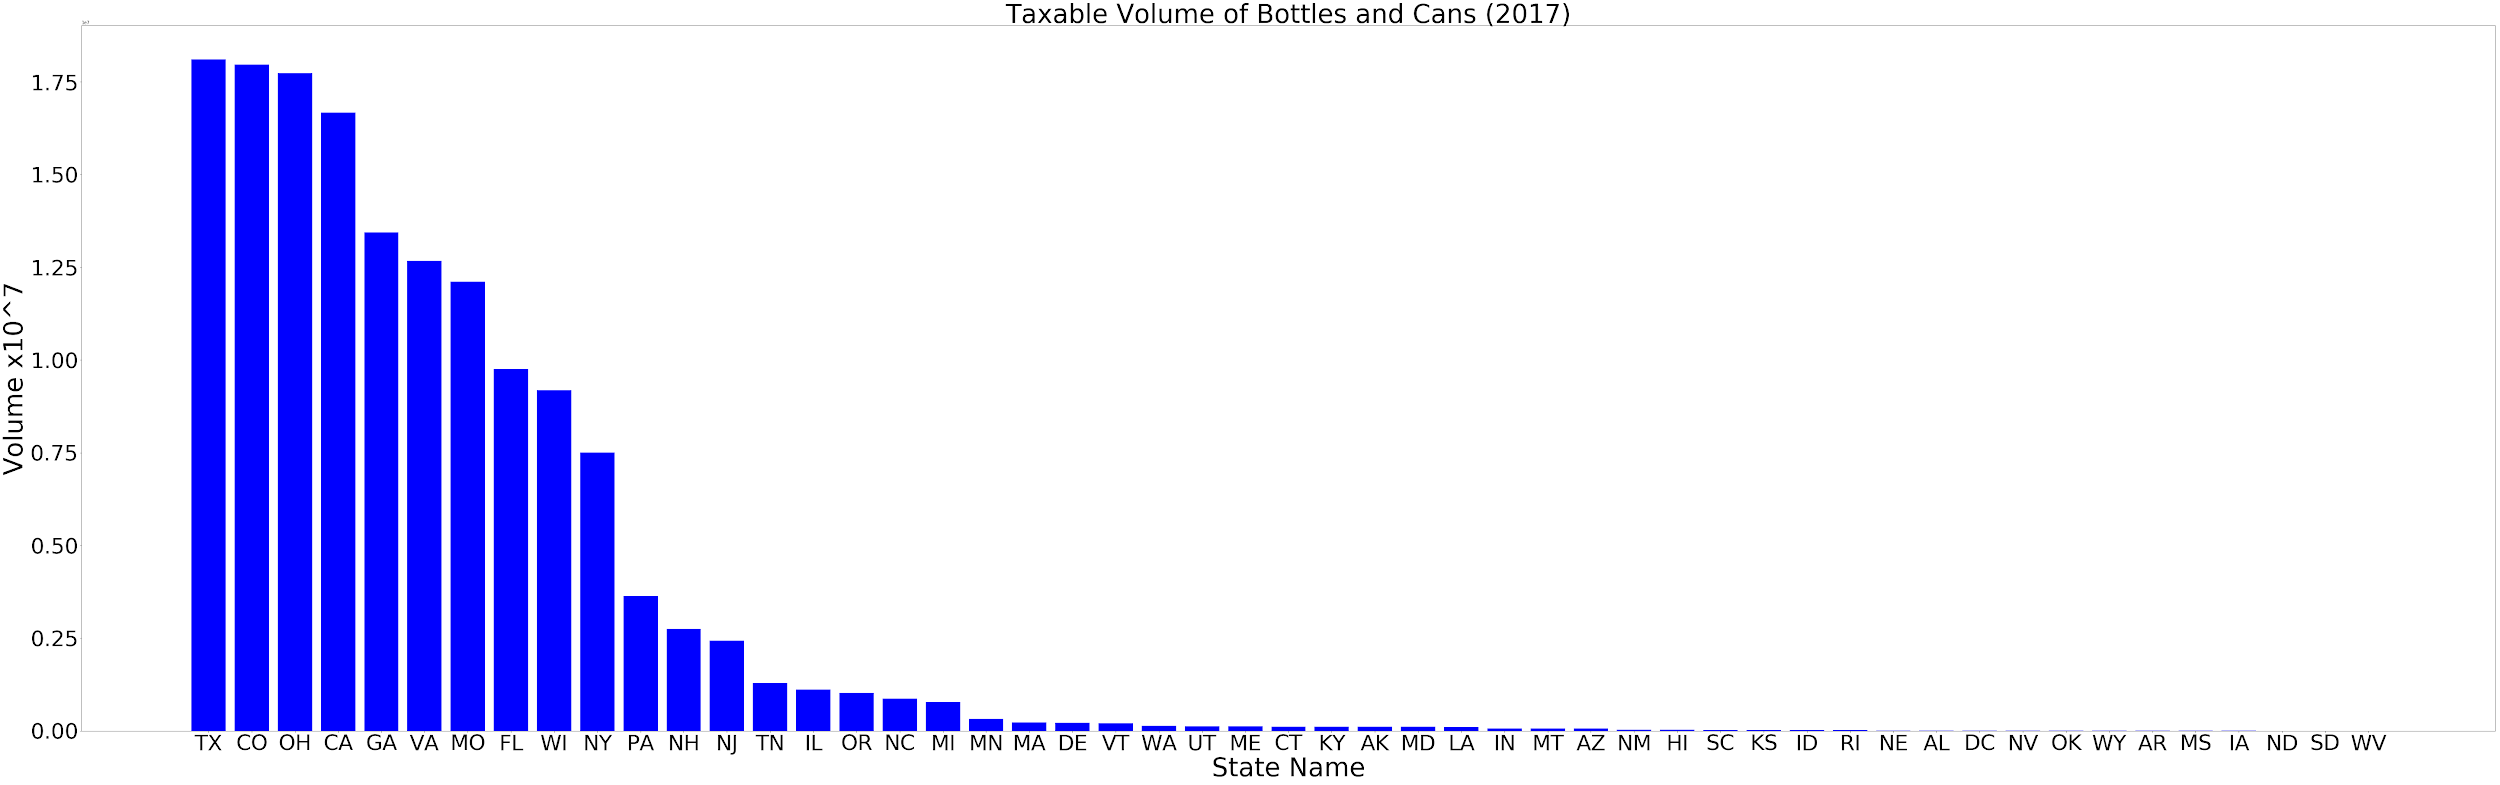 Taxable Volume of Bottles and Cans (2017)
1e7
1.75
1.50
1.25
1.00
0.75
0.50
0.25
0.00
Volume x10^7
TX CO OH CA GA VA MO FL WI NY PA NH NJ TN IL OR NC MI MN MA DE VT WA UT ME CT KY AK MD LA IN MT AZ NM HI SC KS ID RI NE AL DC NV OK WY AR MS IA ND SD WV
State Name